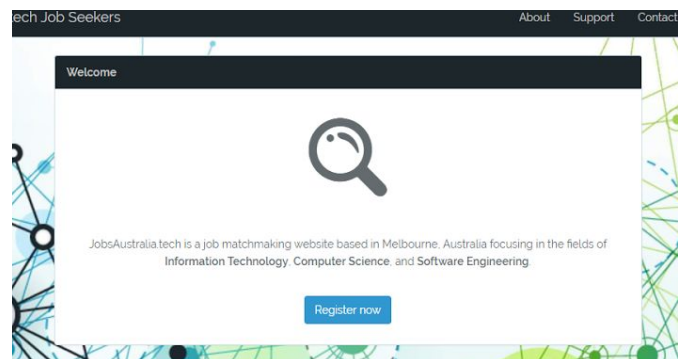 ech Job Seekers About Support Contact
Welcome
JobsAustralia.tech is a job matchmaking website based in Melbourne, Australia focusing in the fields of
Information Technology, Computer Science, and Software Engineering.
Register now